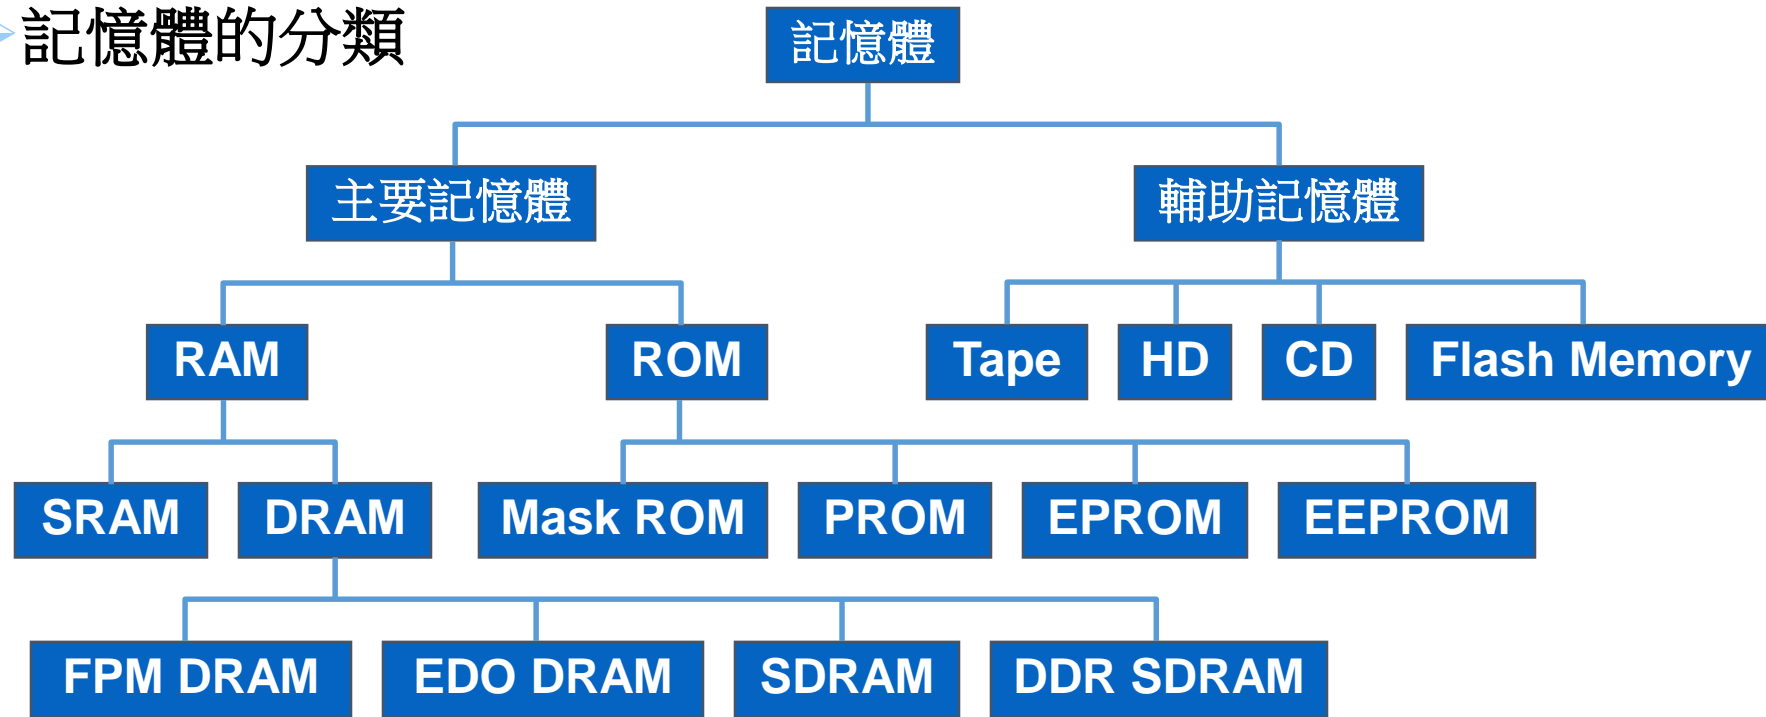 記憶體的分類
記憶體
主要記憶體
輔助記憶體
RAM
ROM
Tape
HD
CD
Flash Memory
SRAM
DRAM
Mask ROM
PROM
EPROM
EEPROM
FPM DRAM
EDO DRAM
SDRAM
DDR SDRAM